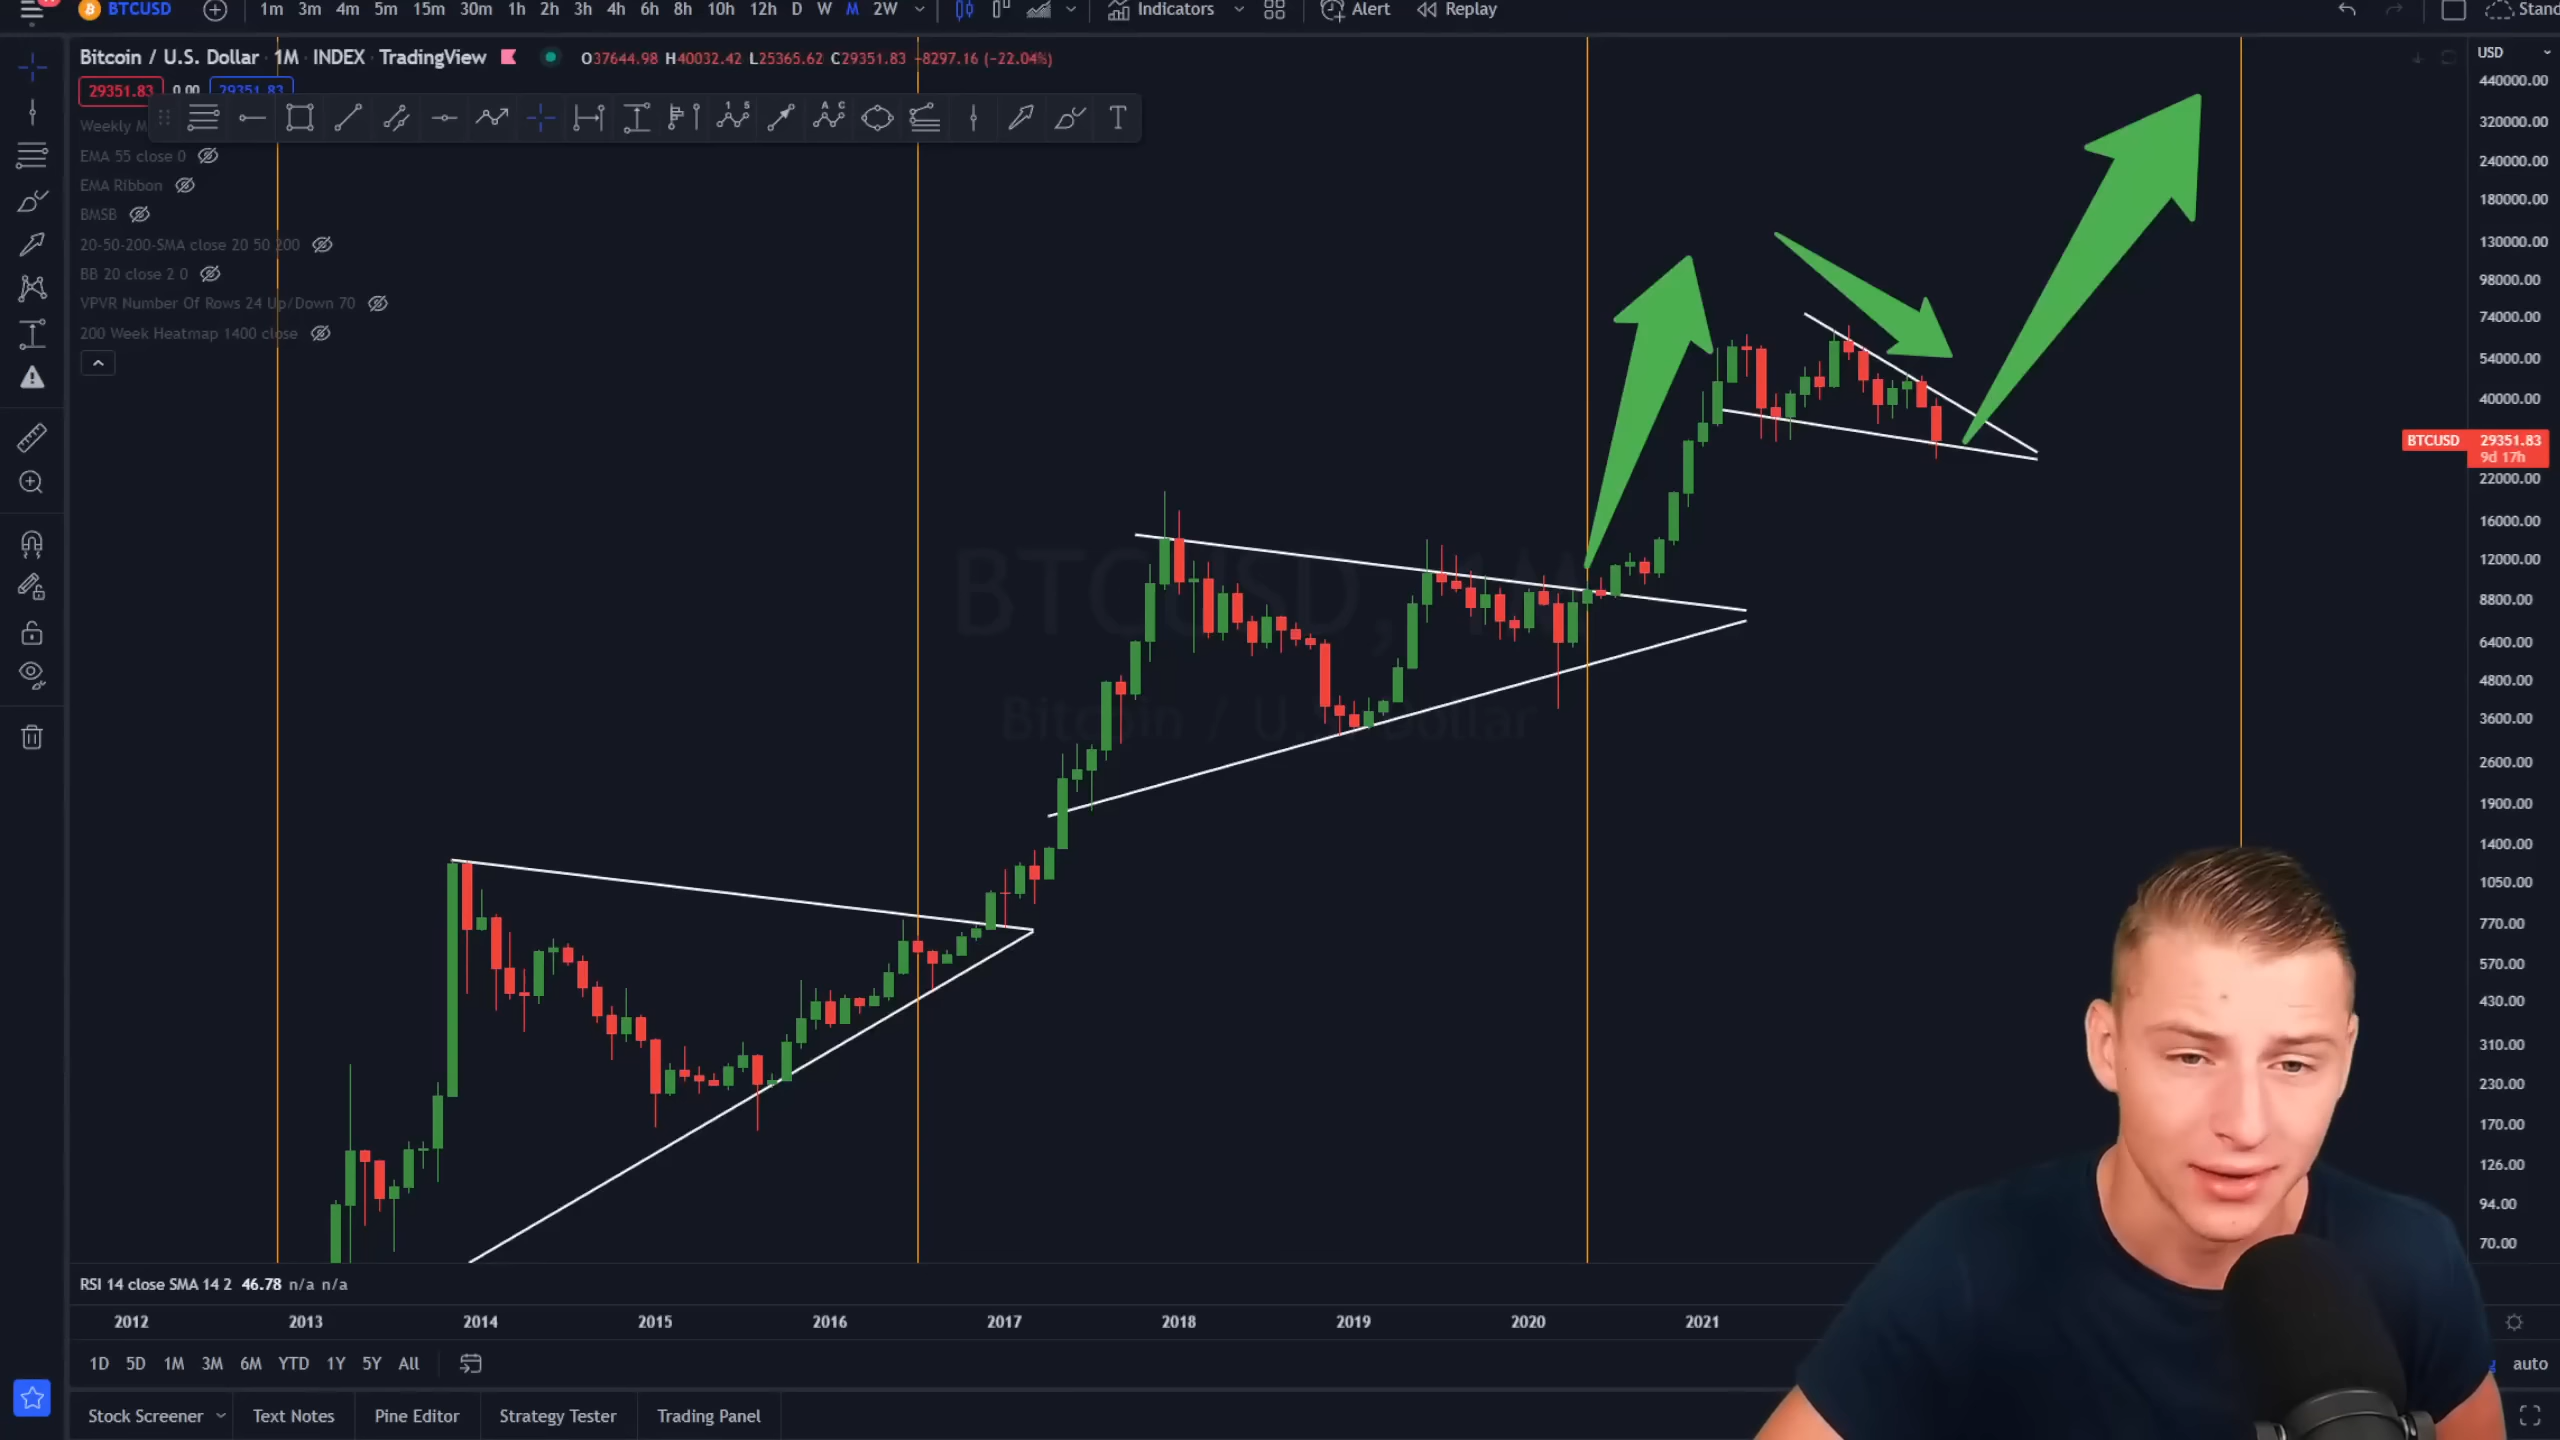 BTCUSD 1m 3m 4m 5m 15m 30m 1h 2h 3h 4h 6h 8h 10h 12h D W M 2W Indicators Alert Replay
Bitcoin / U.S. Dollar · 1M · INDEX · TradingView O37644.98 H40032.42 L25365.62 C29351.83 −8297.16 (−22.04%) USD
29351.83 0.00 29351.83
440000.00
T
Weekly M
320000.00
EMA 55 close 0
240000.00
EMA Ribbon
180000.00
BMSB
20-50-200-SMA close 20 50 200
130000.00
BB 20 close 2 0
98000.00
VPVR Number Of Rows 24 Up/Down 70
74000.00
200 Week Heatmap 1400 close
54000.00
40000.00
BTCUSD 29351.83
9d 17h
22000.00
16000.00
12000.00
BTCUSD, 1M
8800.00
6400.00
4800.00
Bitcoin / U.S. Dollar
3600.00
2600.00
1900.00
1400.00
1050.00
770.00
570.00
430.00
310.00
230.00
170.00
126.00
94.00
70.00
RSI 14 close SMA 14 2 46.78 n/a n/a
2012 2013 2014 2015 2016 2017 2018 2019 2020 2021
1D 5D 1M 3M 6M YTD 1Y 5Y All auto
Stock Screener Text Notes Pine Editor Strategy Tester Trading Panel